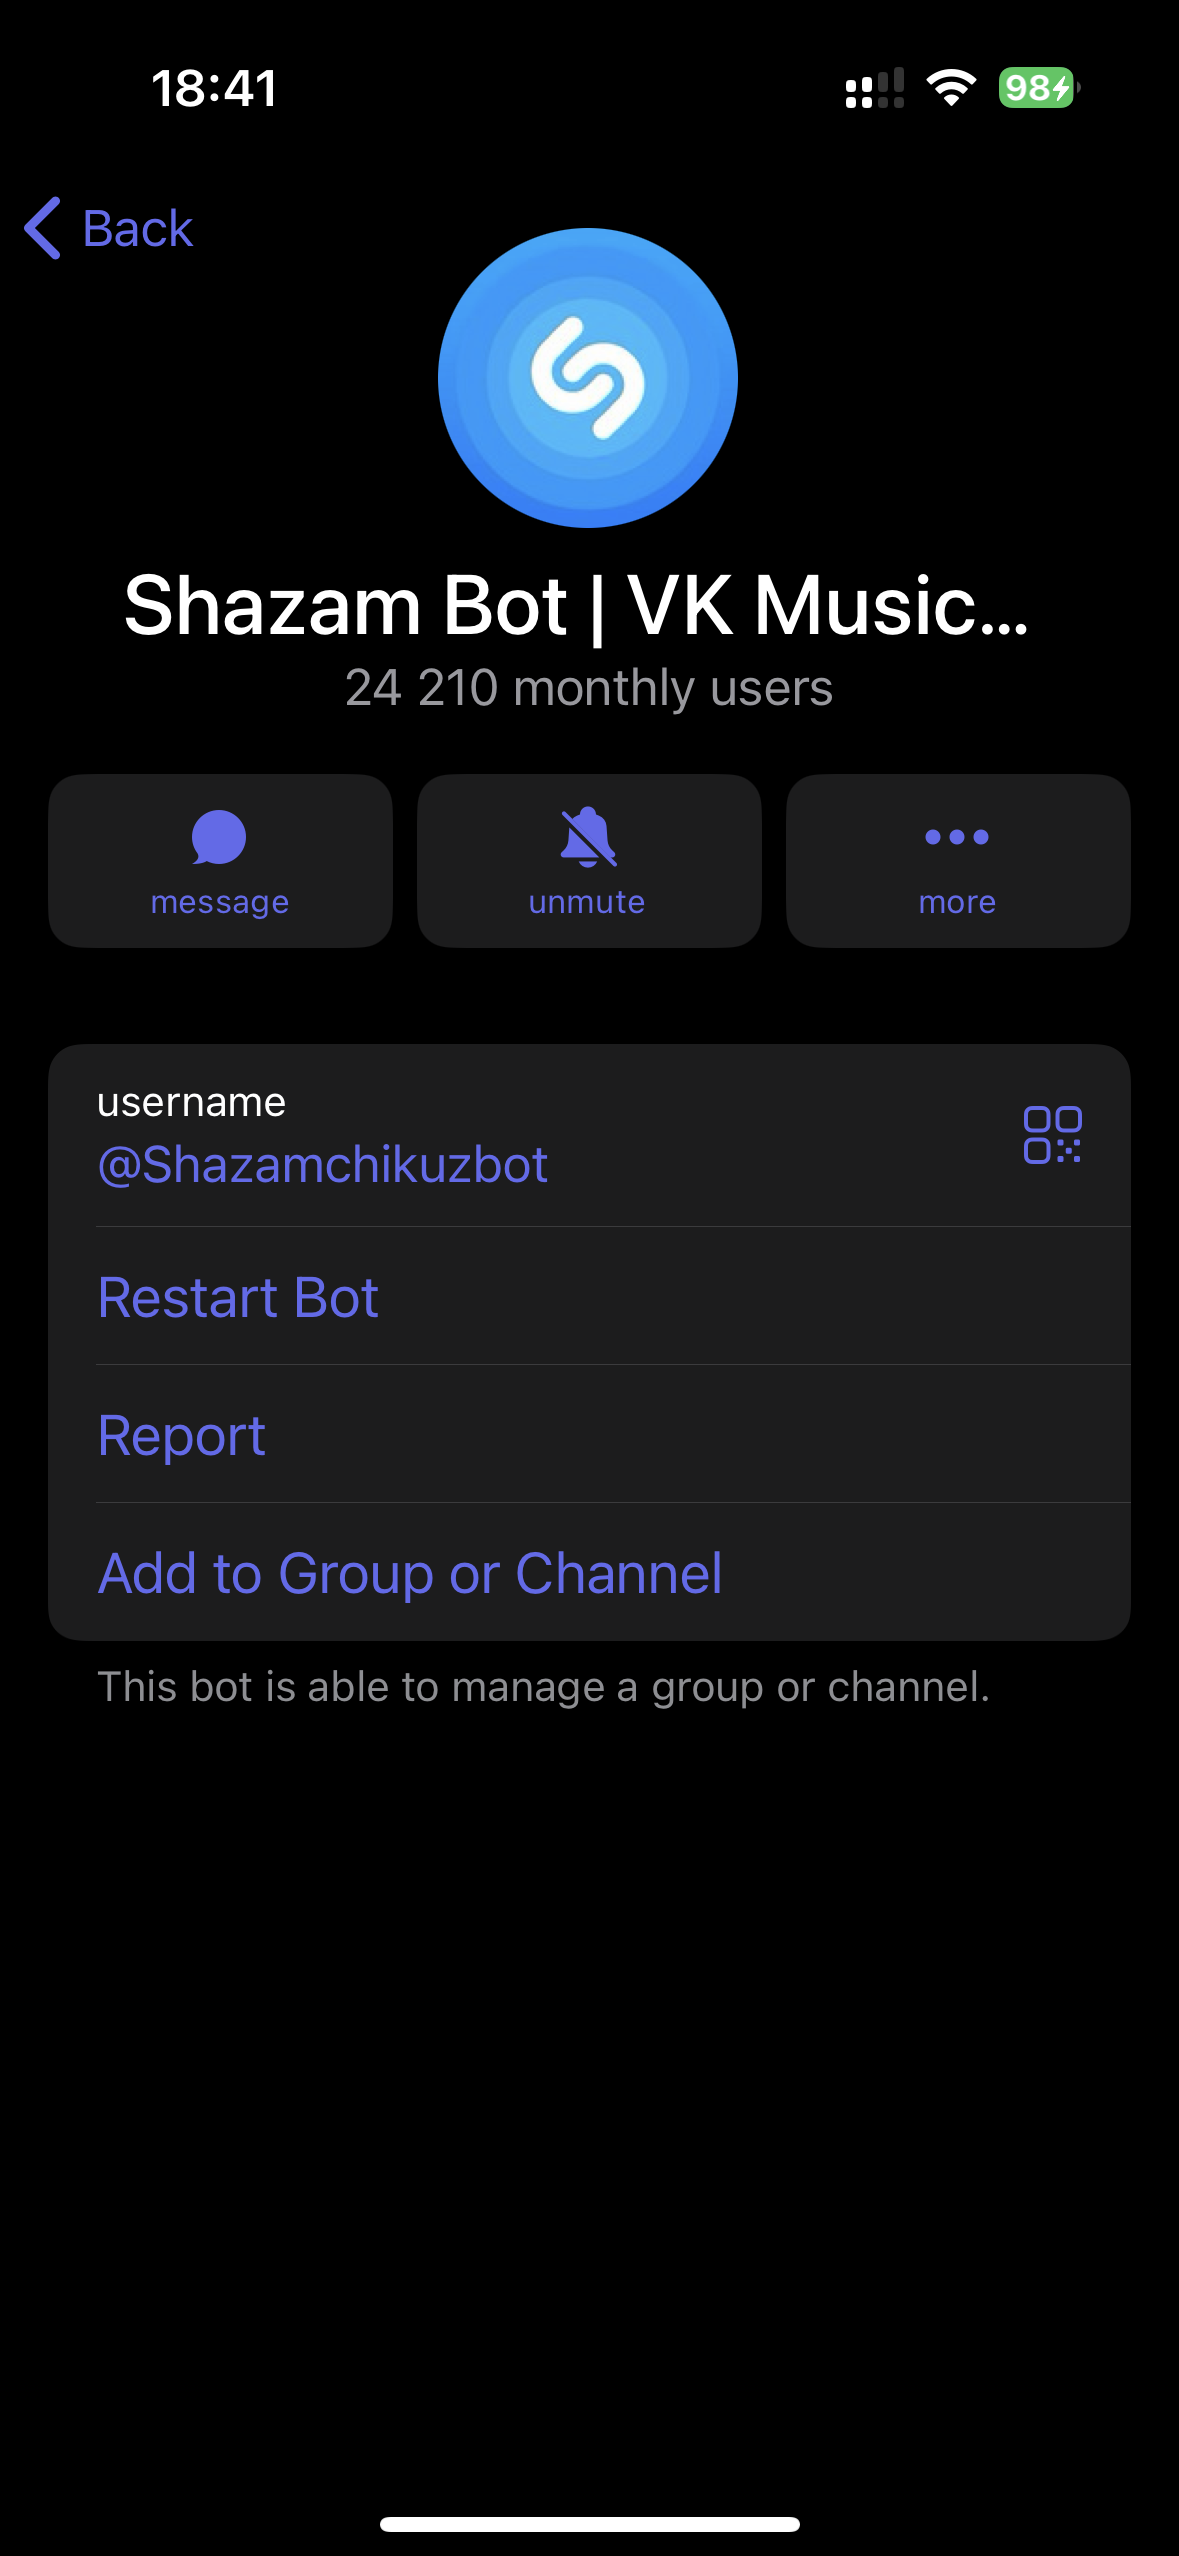 18:41
98
Back
Shazam Bot | VK Music...
24 210 monthly users
message
unmute
more
username
@Shazamchikuzbot
Restart Bot
Report
Add to Group or Channel
This bot is able to manage a group or channel.